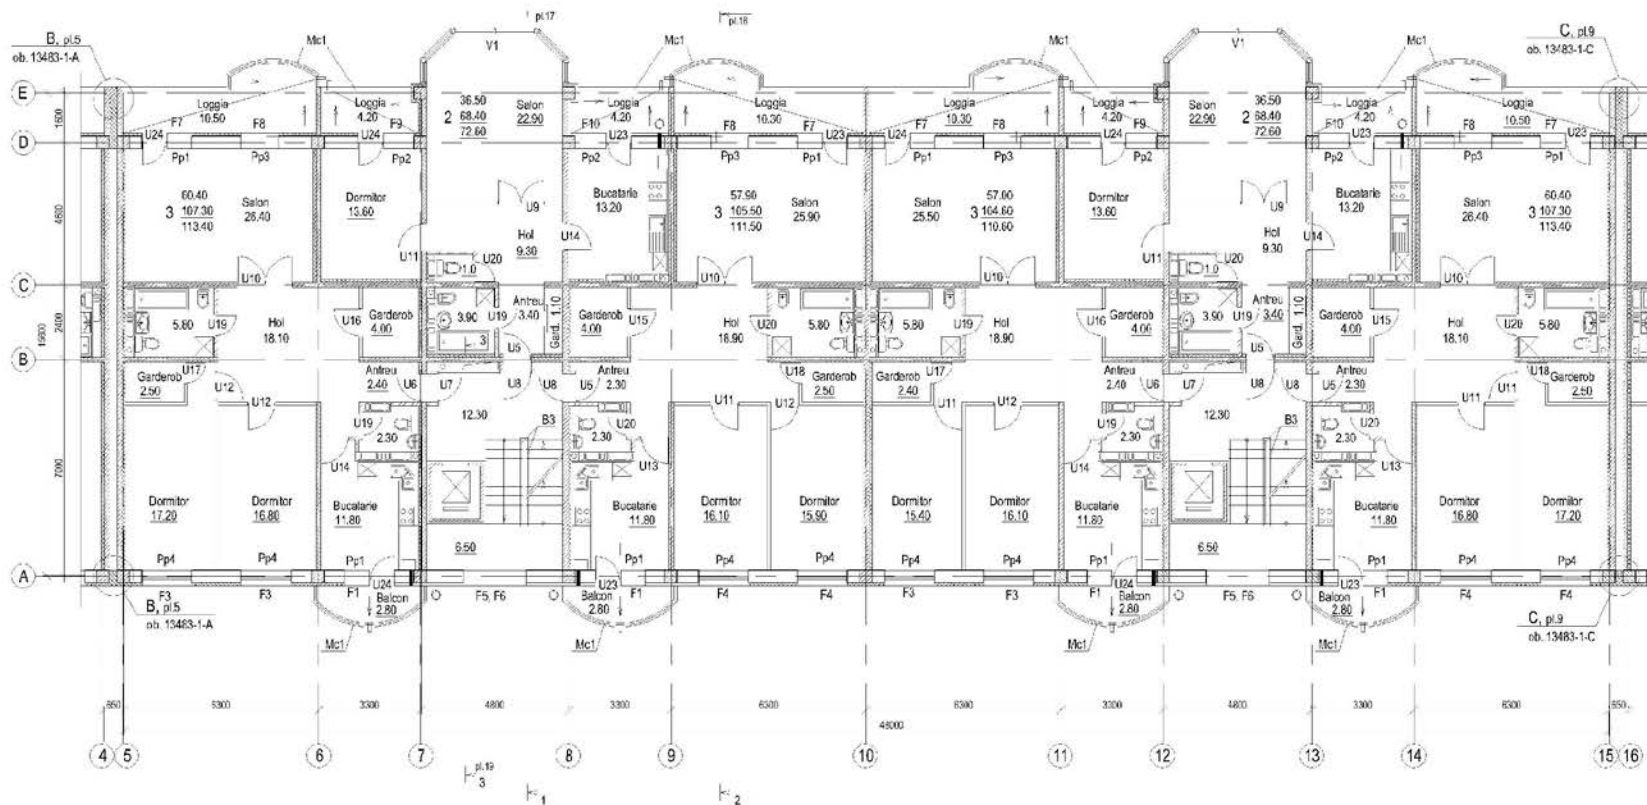 pl.17
pl.18
B, pl.5
ob. 13483-1-A
Mc1
V1
Mc1
Mc1
V1
Mc1
C, pl.9
ob. 13483-1-C
E
Loggia
10.50
Loggia
4.20
2
36.50
68.40
72.60
Salon
22.90
Loggia
4.20
Loggia
10.30
Loggia
10.30
Loggia
4.20
2
36.50
68.40
72.60
Salon
22.90
Loggia
4.20
Loggia
10.50
1600
D
U24
F7
F8
U24
F9
F10
U23
F8
F7
U23
U24
F7
F8
U24
F9
F10
U23
F8
F7
U23
Pp1
Pp3
Pp2
Pp2
Pp3
Pp1
Pp1
Pp3
Pp2
Pp2
Pp3
Pp1
4800
3
60.40
107.30
113.40
Salon
26.40
Dormitor
13.60
U9
Bucatarie
13.20
3
57.90
105.50
111.50
Salon
25.90
Salon
25.50
3
57.00
104.60
110.60
Dormitor
13.60
U9
Bucatarie
13.20
Salon
26.40
3
60.40
107.30
113.40
Hol
9.30
U14
U11
U20
1.0
Hol
9.30
U14
U11
U20
1.0
C
U10
U10
U10
U10
15800
2400
5.80
U19
Hol
18.10
U16
Garderob
4.00
3.90
U19
Antreu
3.40
Gard. 1.10
Garderob
4.00
U15
Hol
18.90
U20
5.80
5.80
U19
Hol
18.90
U16
Garderob
4.00
3.90
U19
Antreu
3.40
Gard. 1.10
Garderob
4.00
U15
Hol
18.10
U20
5.80
3
U5
U5
B
U17
Garderob
2.50
U12
U12
Antreu
2.40
U6
U7
U8
U8
U5
Antreu
2.30
U11
U12
U18
Garderob
2.50
Garderob
2.40
U17
U11
U12
Antreu
2.40
U6
U7
U8
U8
U5
Antreu
2.30
U11
U11
U18
Garderob
2.50
12.30
B3
12.30
B3
U19
2.30
U14
2.30
U20
U13
U19
2.30
U14
2.30
U20
U13
7000
Dormitor
17.20
Dormitor
16.80
Bucatarie
11.80
6.50
Bucatarie
11.80
Dormitor
16.10
Dormitor
15.90
Dormitor
15.40
Dormitor
16.10
Bucatarie
11.80
6.50
Bucatarie
11.80
Dormitor
16.80
Dormitor
17.20
Pp4
Pp4
Pp1
Pp1
Pp4
Pp4
Pp4
Pp4
Pp1
Pp1
Pp4
Pp4
A
F3
F3
F1
U24
Balcon
2.80
F5, F6
U23
Balcon
2.80
F1
F4
F4
F3
F3
F1
U24
Balcon
2.80
F5, F6
U23
Balcon
2.80
F1
F4
F4
B, pl.5
ob. 13483-1-A
Mc1
Mc1
Mc1
Mc1
C, pl.9
ob. 13483-1-C
650
6300
3300
4800
3300
6300
6300
3300
4800
3300
6300
650
48000
4
5
6
7
8
9
10
11
12
13
14
15
16
pl.19
3
1
2